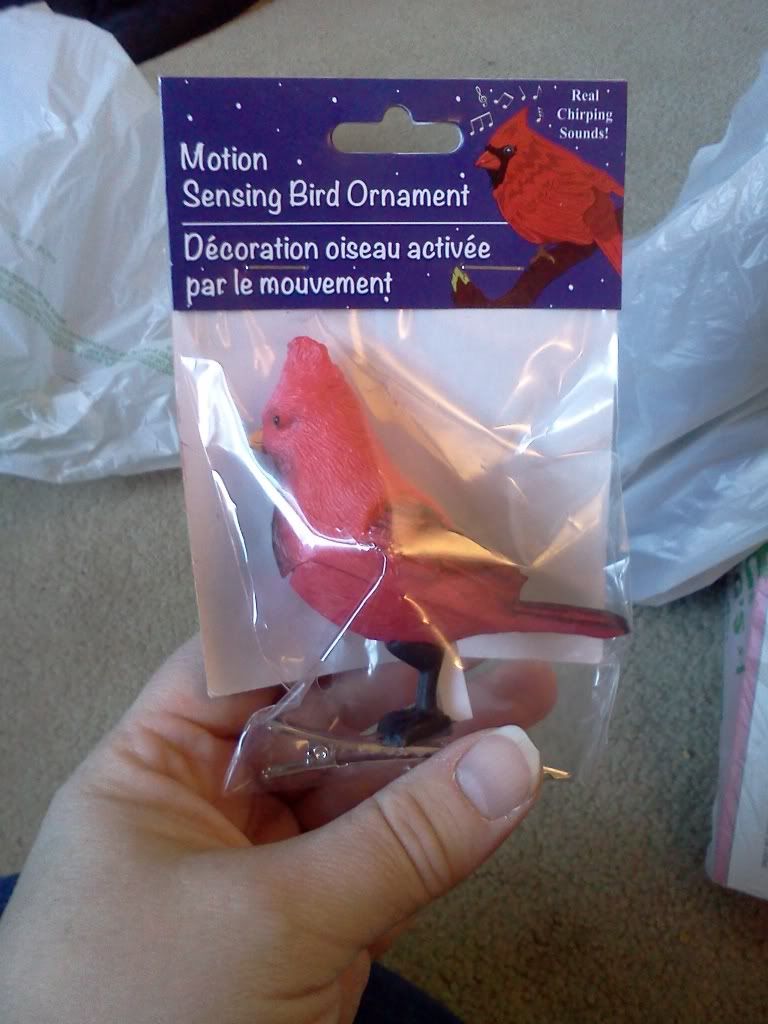 Motion
Sensing Bird Ornament
Décoration oiseau activée
par le mouvement
Real
Chirping
Sounds!